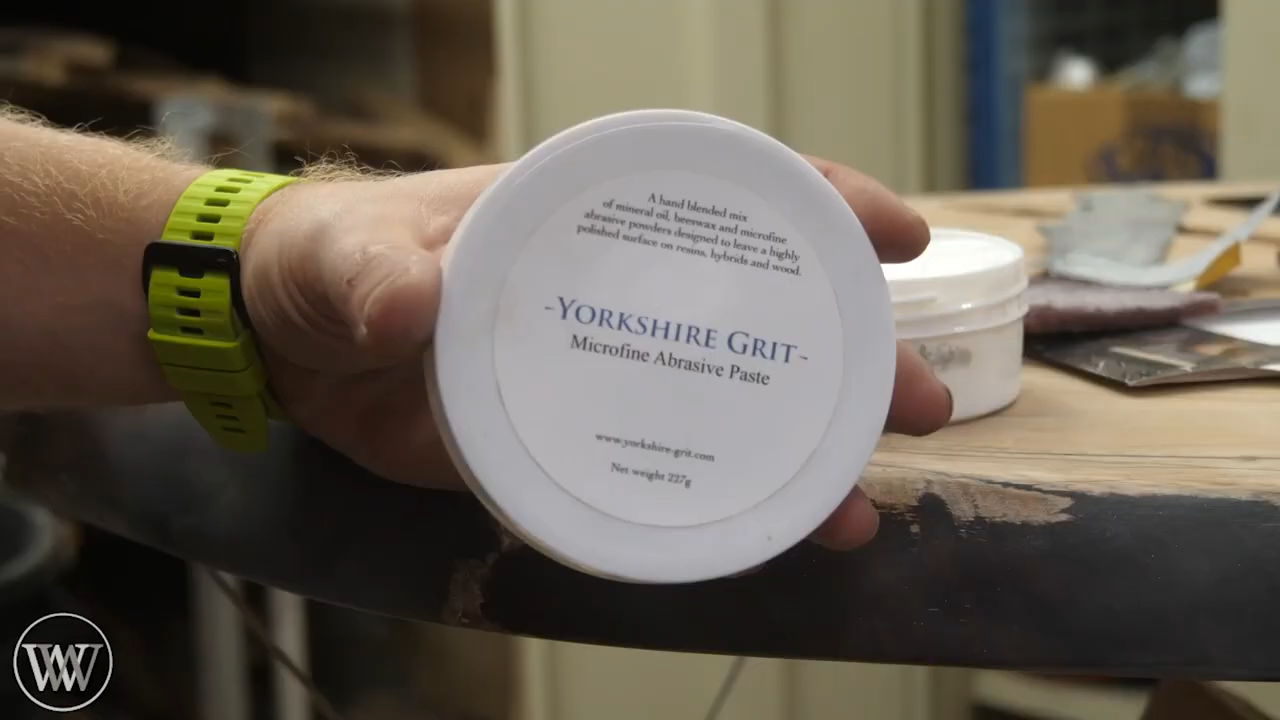 A hand blended mix
of mineral oil, beeswax and microfine
abrasive powders designed to leave a highly
polished surface on resins, hybrids and wood.
-YORKSHIRE GRIT-
Microfine Abrasive Paste
www.yorkshire-grit.com
Net weight 227g
WW